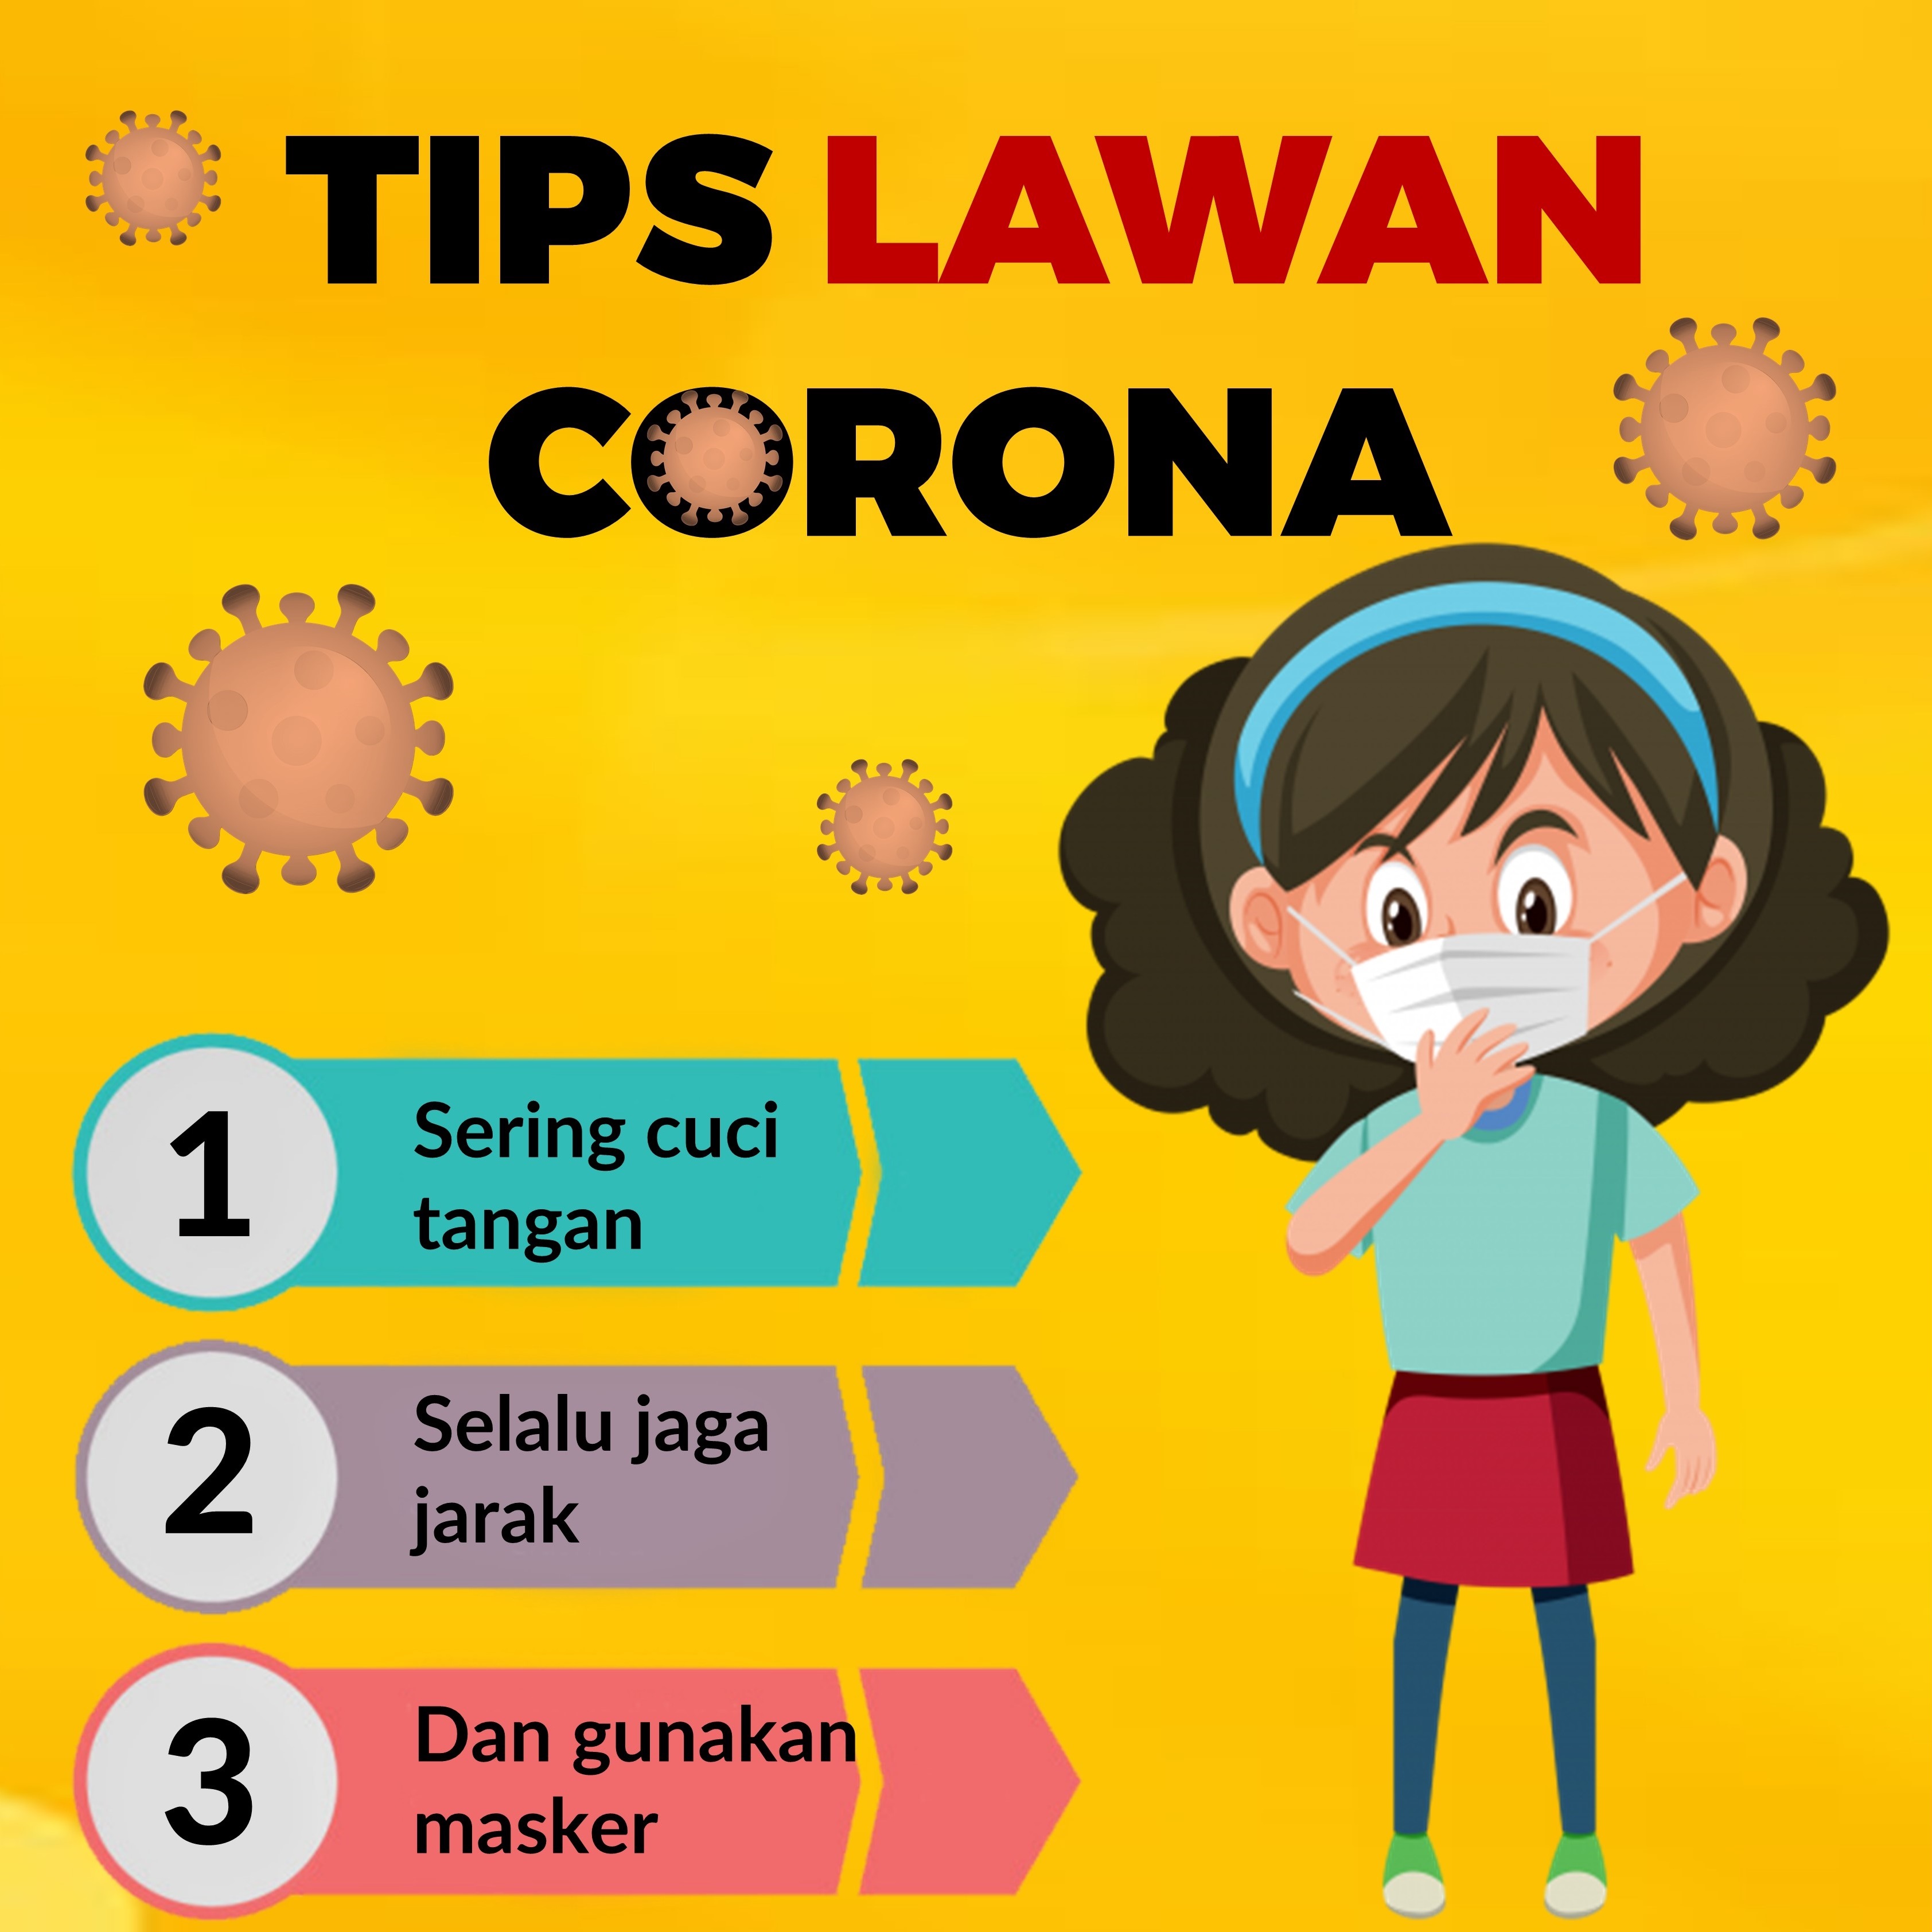 TIPS LAWAN
CORONA
1
Sering cuci
tangan
2
Selalu jaga
jarak
3
Dan gunakan
masker